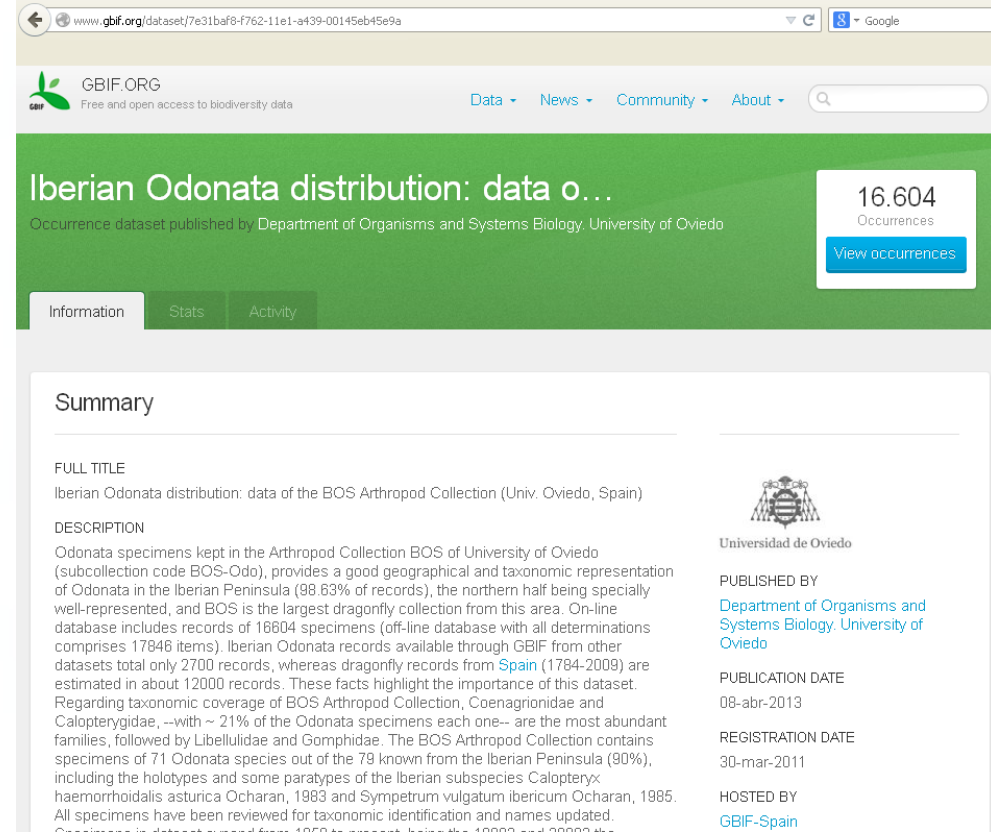 www.gbif.org/dataset/7e31baf8-f762-11e1-a439-00145eb45e9a
8 Google
GBIF.ORG
Free and open access to biodiversity data
GBIF
Data News Community About
Iberian Odonata distribution: data o...
Occurrence dataset published by Department of Organisms and Systems Biology. University of Oviedo
16.604
Occurrences
View occurrences
Information Stats Activity
Summary
FULL TITLE
Iberian Odonata distribution: data of the BOS Arthropod Collection (Univ. Oviedo, Spain)
DESCRIPTION
Odonata specimens kept in the Arthropod Collection BOS of University of Oviedo
(subcollection code BOS-Odo), provides a good geographical and taxonomic representation
of Odonata in the Iberian Peninsula (98.63% of records), the northern half being specially
well-represented, and BOS is the largest dragonfly collection from this area. On-line
database includes records of 16604 specimens (off-line database with all determinations
comprises 17846 items). Iberian Odonata records available through GBIF from other
datasets total only 2700 records, whereas dragonfly records from Spain (1784-2009) are
estimated in about 12000 records. These facts highlight the importance of this dataset.
Regarding taxonomic coverage of BOS Arthropod Collection, Coenagrionidae and
Calopterygidae, --with ~ 21% of the Odonata specimens each one-- are the most abundant
families, followed by Libellulidae and Gomphidae. The BOS Arthropod Collection contains
specimens of 71 Odonata species out of the 79 known from the Iberian Peninsula (90%),
including the holotypes and some paratypes of the Iberian subspecies Calopteryx
haemorrhoidalis asturica Ocharan, 1983 and Sympetrum vulgatum ibericum Ocharan, 1985.
All specimens have been reviewed for taxonomic identification and names updated.
Universidad de Oviedo
PUBLISHED BY
Department of Organisms and
Systems Biology. University of
Oviedo
PUBLICATION DATE
08-abr-2013
REGISTRATION DATE
30-mar-2011
HOSTED BY
GBIF-Spain